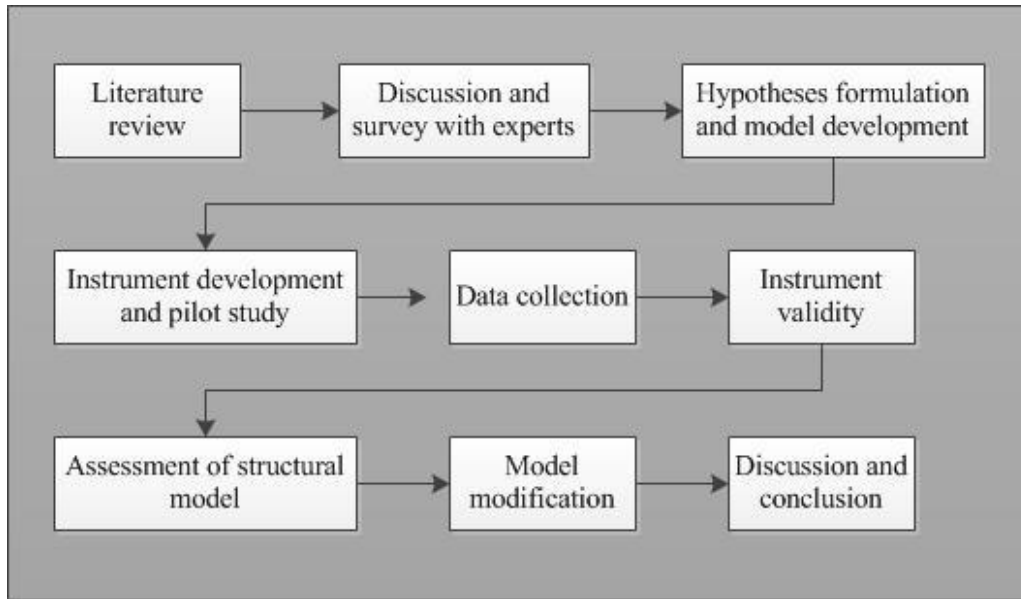 Literature
review
Discussion and
survey with experts
Hypotheses formulation
and model development
Instrument development
and pilot study
Data collection
Instrument
validity
Assessment of structural
model
Model
modification
Discussion and
conclusion